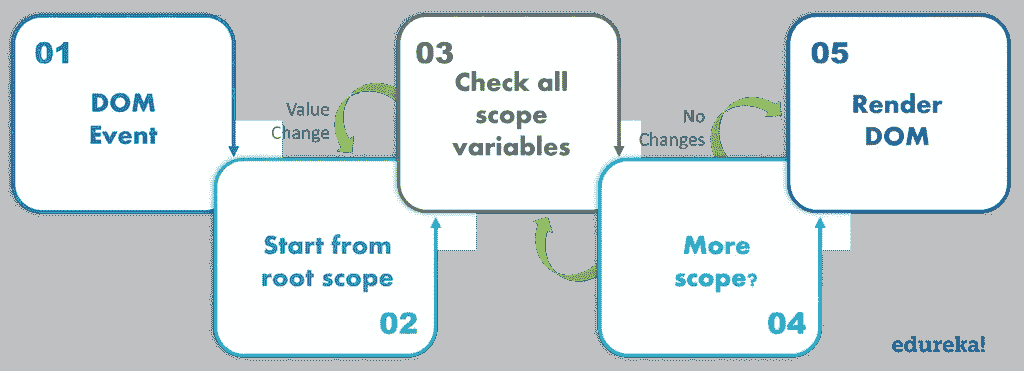 01
DOM
Event
Value
Change
Start from
root scope
02
03
Check all
scope
variables
No
Changes
More
scope?
04
05
Render
DOM
edureka!